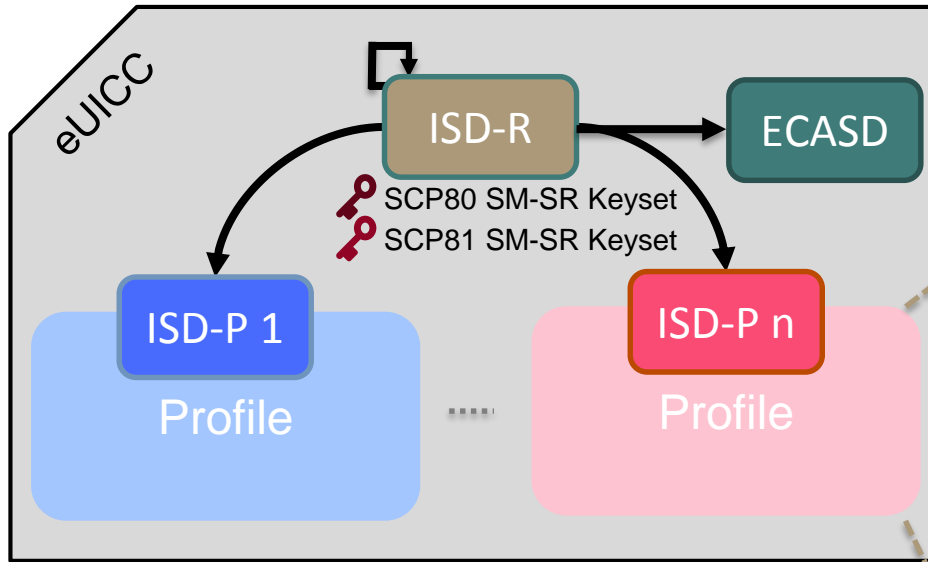 eUICC
ISD-R
ECASD
SCP80 SM-SR Keyset
SCP81 SM-SR Keyset
ISD-P 1
ISD-P n
Profile
Profile